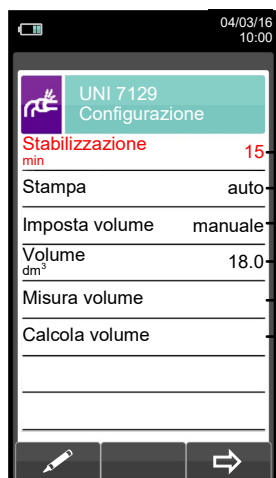 04/03/16
10:00
UNI 7129
Configurazione
Stabilizzazione
min
15
Stampa auto
Imposta volume manuale
Volume
dm³
18.0
Misura volume
Calcola volume